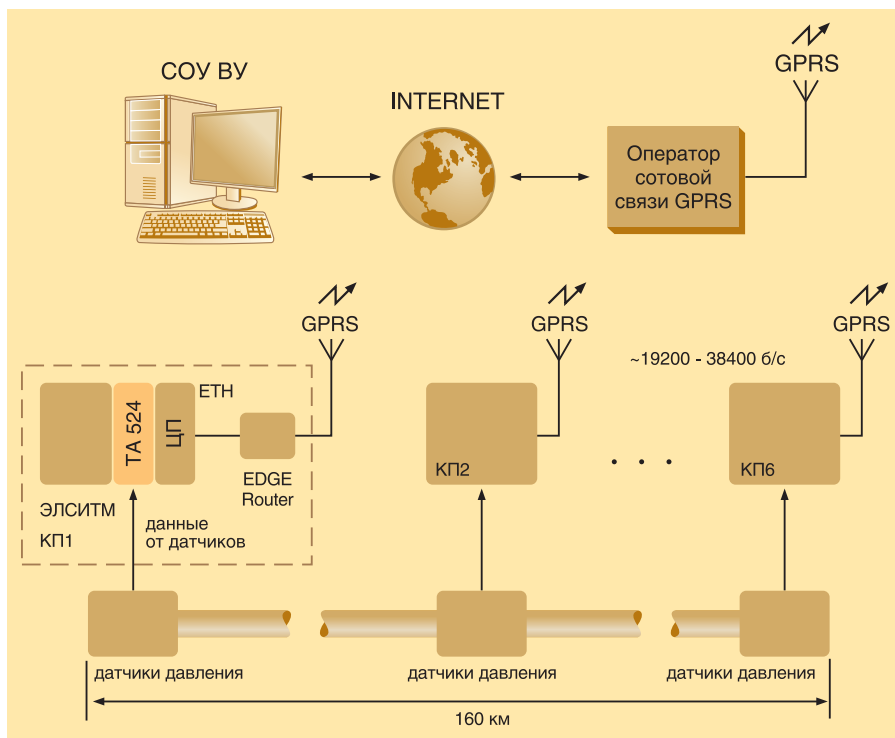 СОУ ВУ
INTERNET
GPRS
Оператор
сотовой
связи GPRS
GPRS
GPRS
GPRS
~19200 - 38400 б/с
ETH
TA 524
ЦП
EDGE
Router
ЭЛСИТМ
КП1
данные
от датчиков
КП2
. . .
КП6
датчики давления
датчики давления
датчики давления
160 км